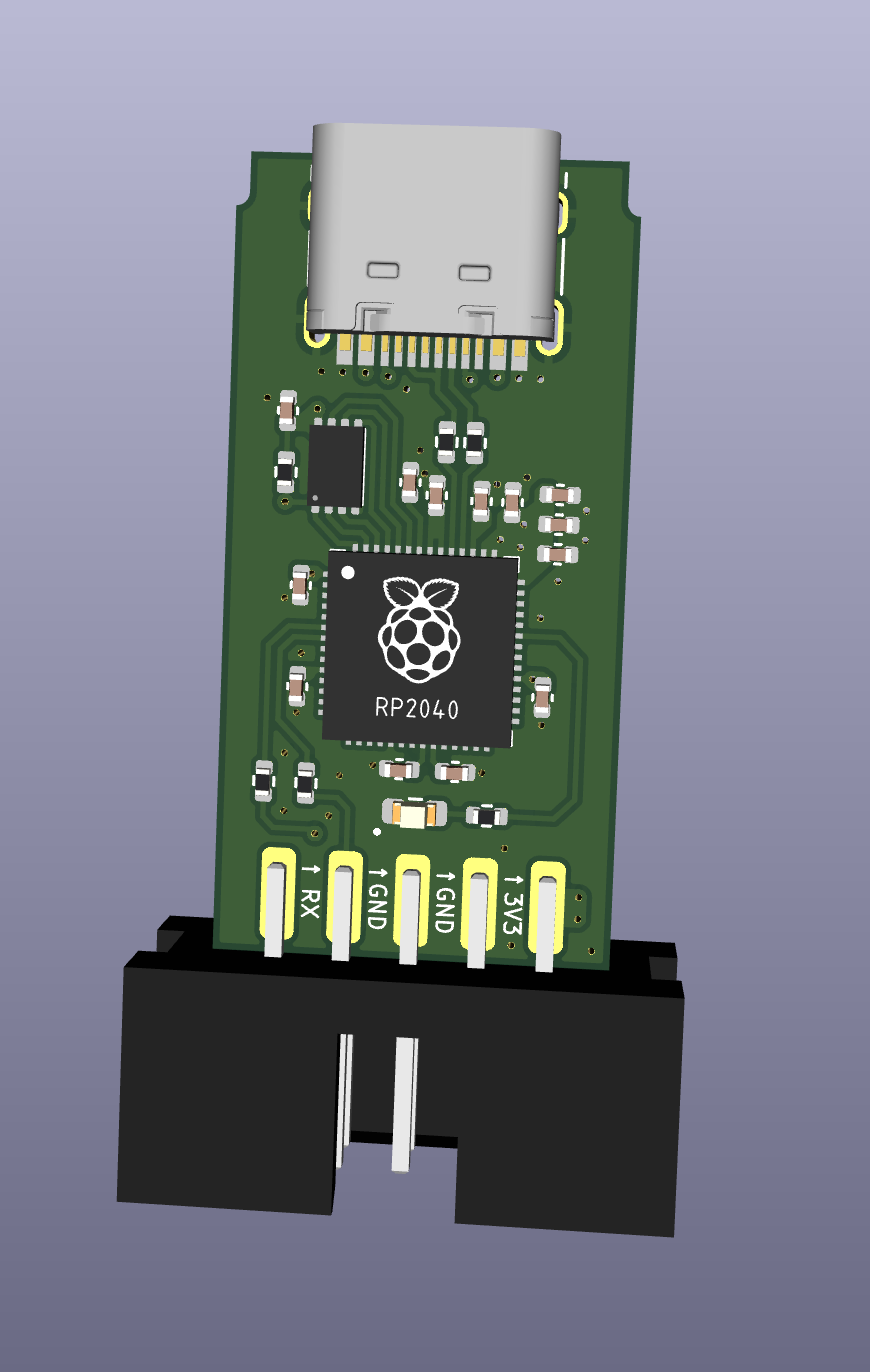 RP2040
↑ RX
↑ GND
↑ GND
↑ 3V3